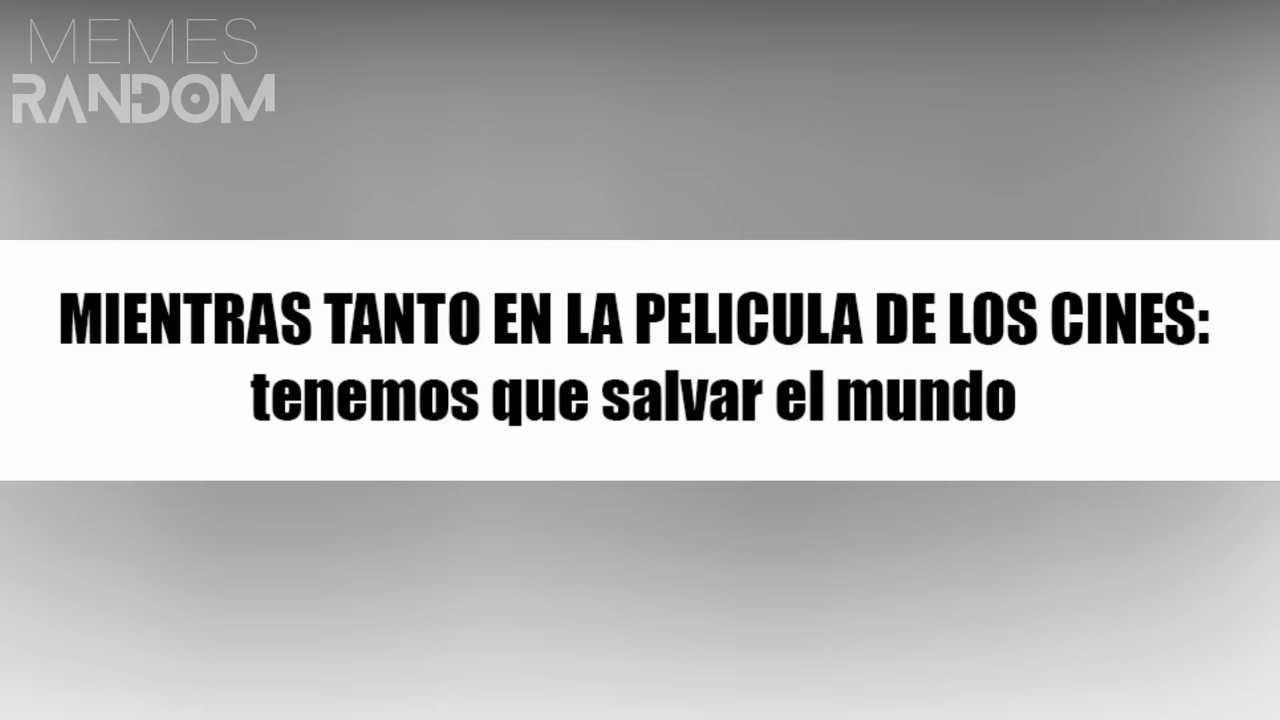 MEMES
RANDOM
MIENTRAS TANTO EN LA PELICULA DE LOS CINES:
tenemos que salvar el mundo